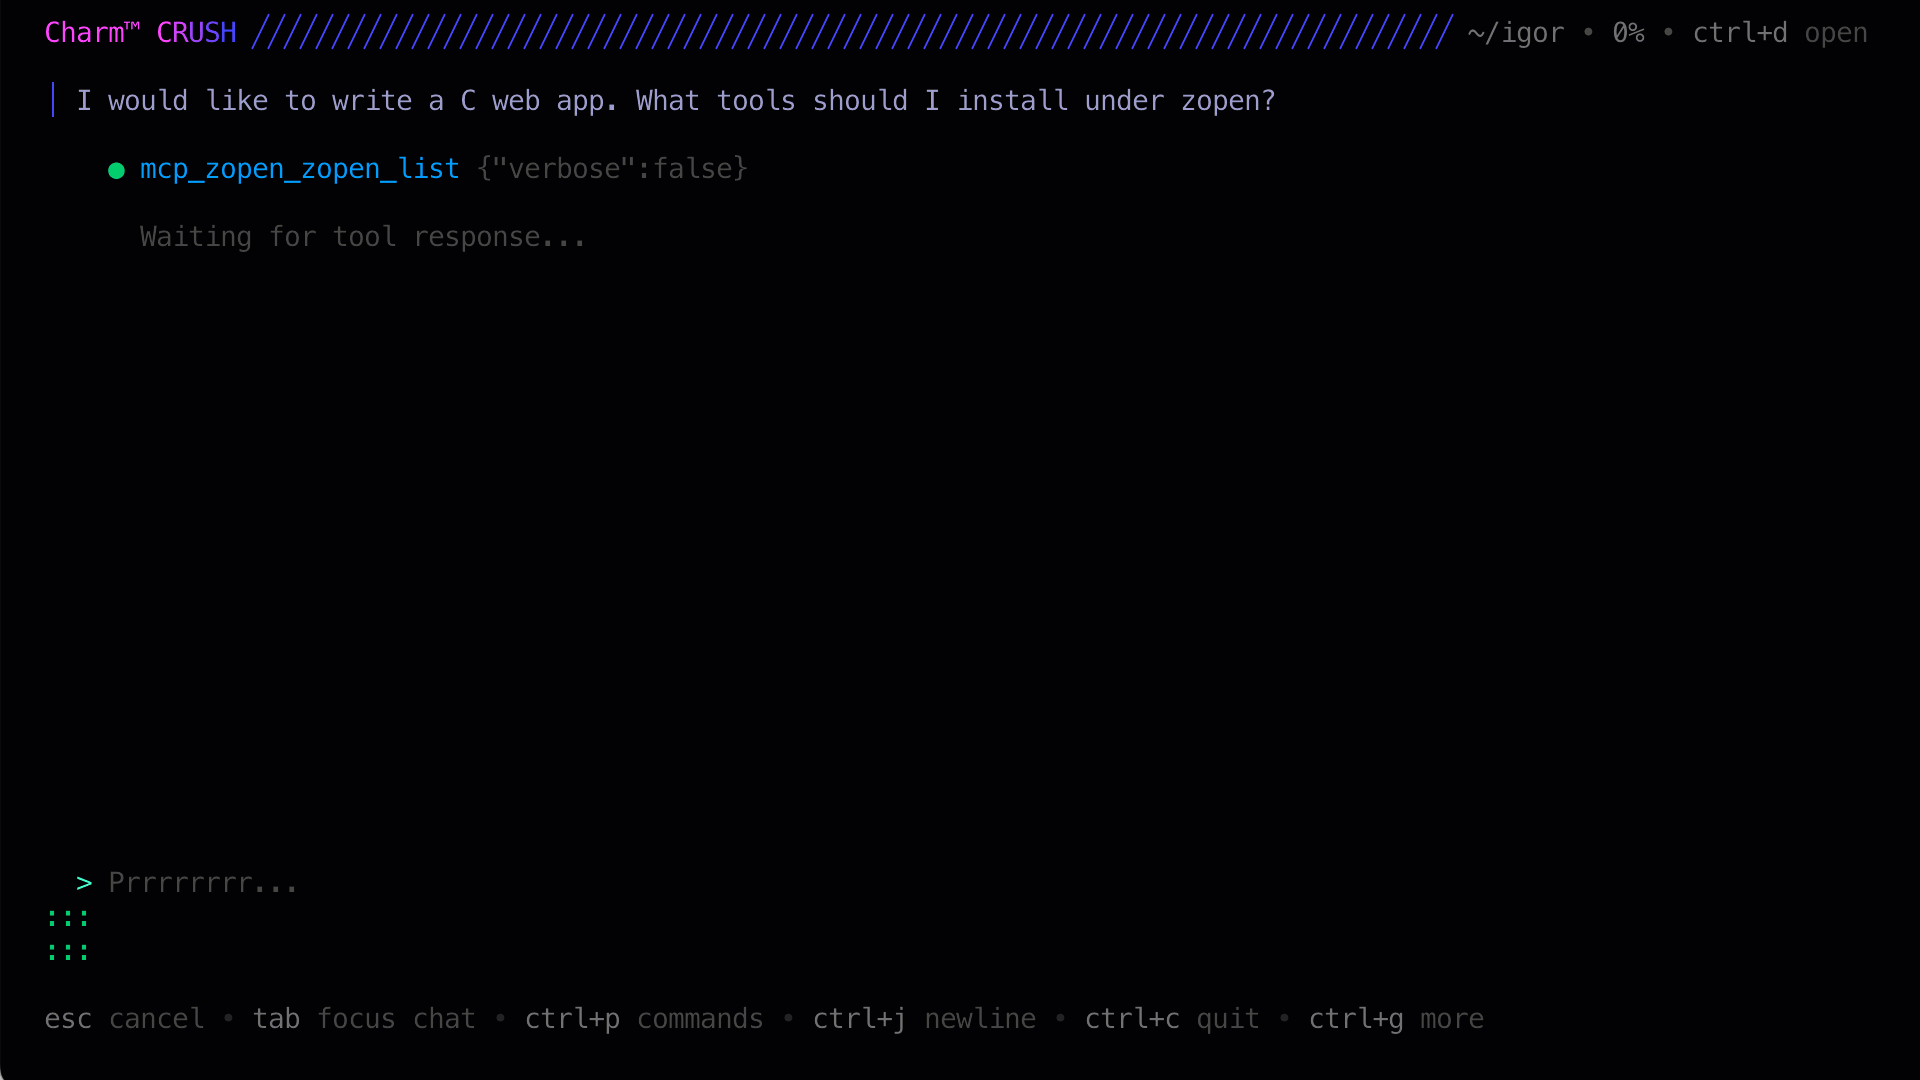 Charm™ CRUSH ~/igor • 0% • ctrl+d open
I would like to write a C web app. What tools should I install under zopen?
● mcp_zopen_zopen_list {"verbose":false}
Waiting for tool response...
> Prrrrrrrr...
:::
:::
esc cancel • tab focus chat • ctrl+p commands • ctrl+j newline • ctrl+c quit • ctrl+g more